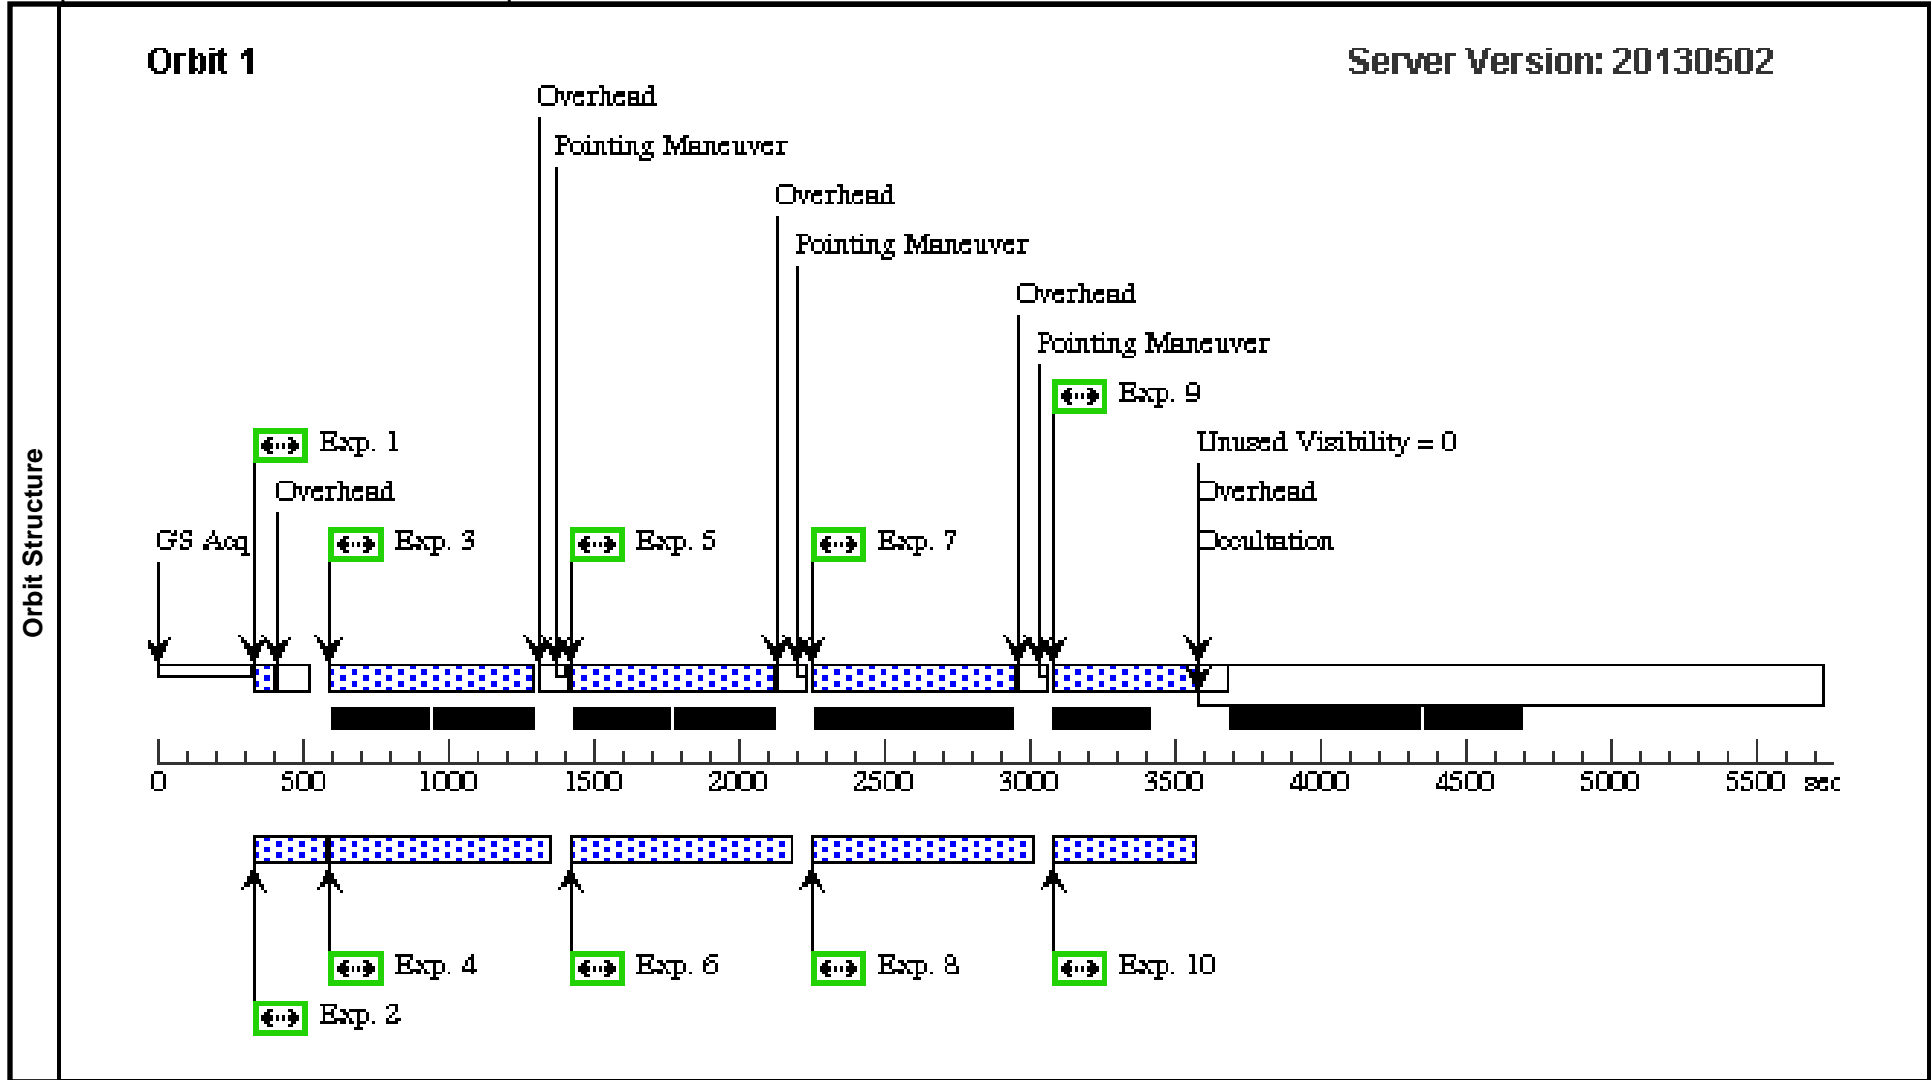 Orbit 1
Server Version: 20130502
Overhead
Pointing Maneuver
Overhead
Pointing Maneuver
Overhead
Pointing Maneuver
Exp. 9
Exp. 1
Unused Visibility = 0
Overhead
Overhead
GS Acq
Exp. 3
Exp. 5
Exp. 7
Occultation
Orbit Structure
0 500 1000 1500 2000 2500 3000 3500 4000 4500 5000 5500 sec
Exp. 4
Exp. 6
Exp. 8
Exp. 10
Exp. 2